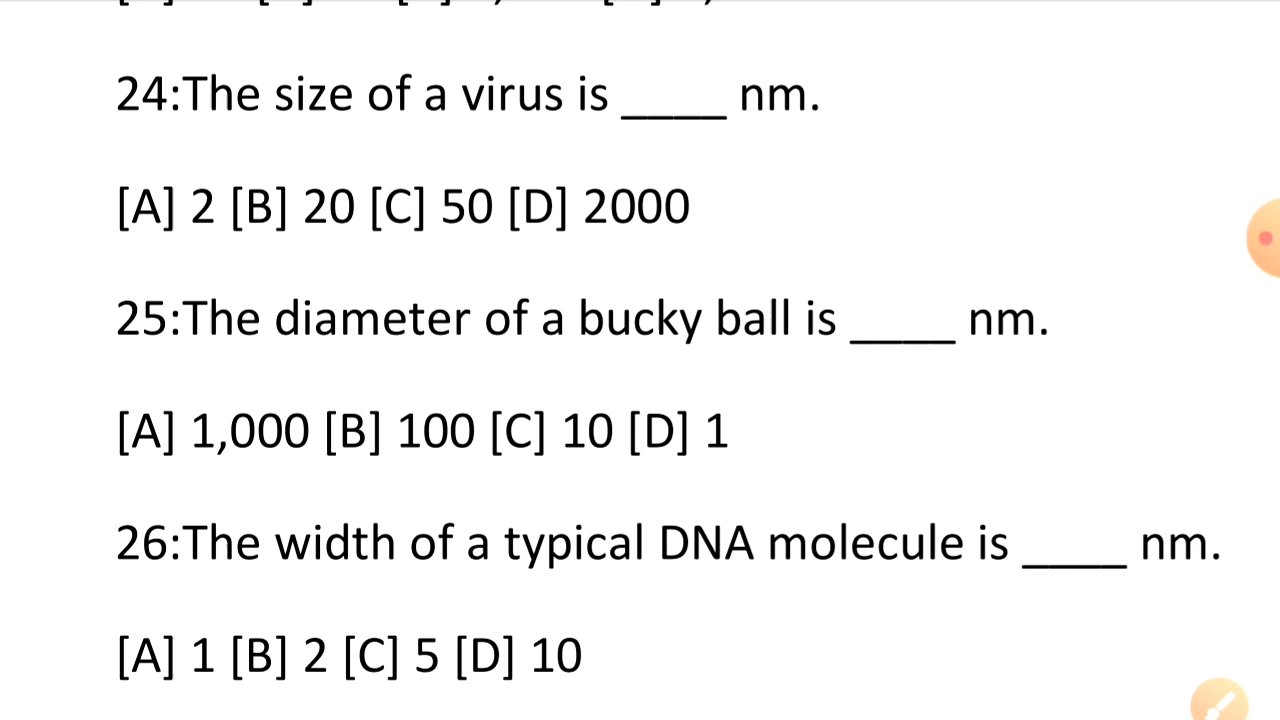 24:The size of a virus is ____ nm.
[A] 2 [B] 20 [C] 50 [D] 2000
25:The diameter of a bucky ball is ____ nm.
[A] 1,000 [B] 100 [C] 10 [D] 1
26:The width of a typical DNA molecule is ____ nm.
[A] 1 [B] 2 [C] 5 [D] 10